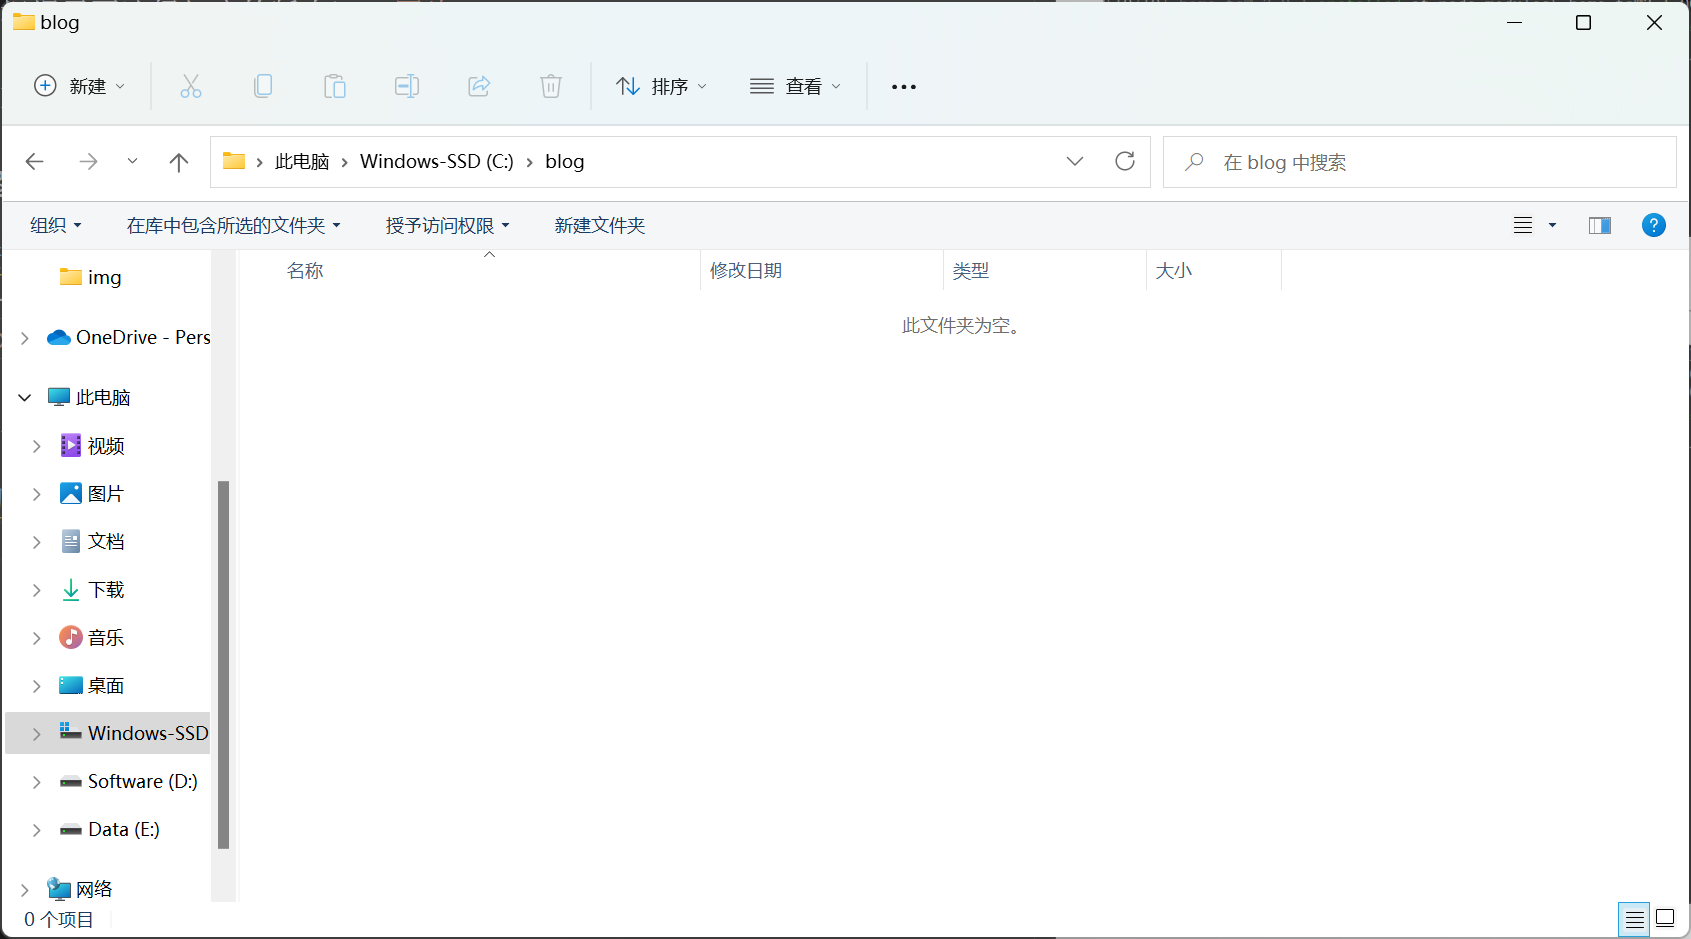 blog
新建
排序
查看
此电脑 Windows-SSD (C:) blog
在 blog 中搜索
组织 在库中包含所选的文件夹 授予访问权限 新建文件夹
名称 修改日期 类型 大小
此文件夹为空。
img
OneDrive - Pers
此电脑
视频
图片
文档
下载
音乐
桌面
Windows-SSD
Software (D:)
Data (E:)
网络
0 个项目